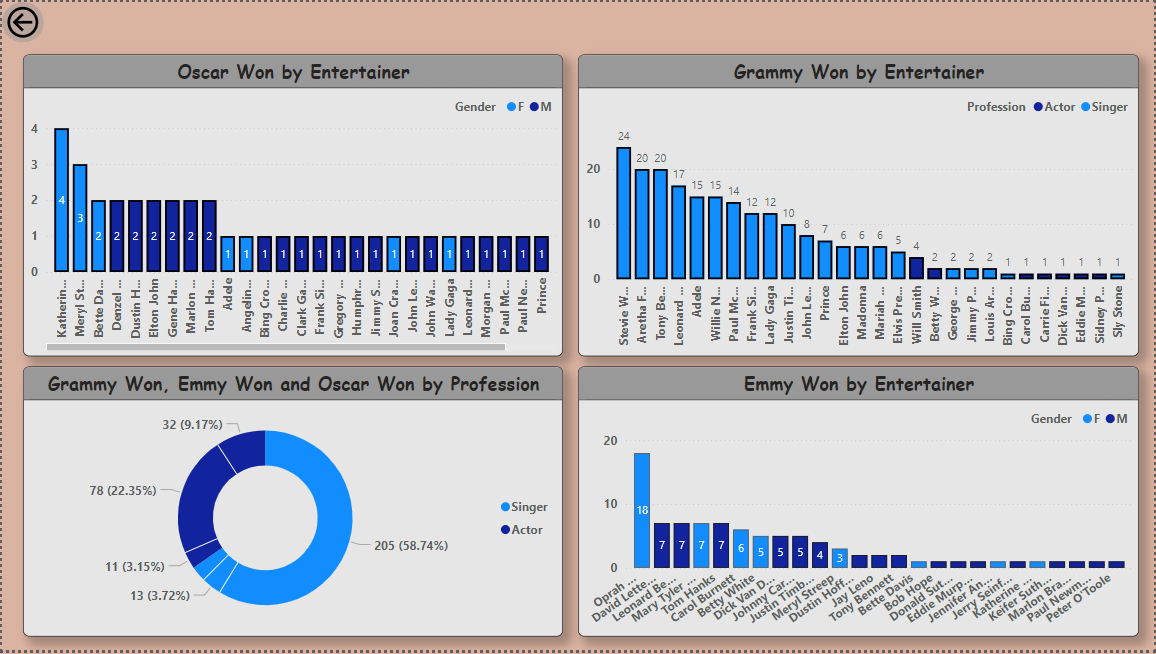 Oscar Won by Entertainer
Gender F M
4
3
2
1
0
4 3 2 2 2 2 2 2 2 1 1 1 1 1 1 1 1 1 1 1 1 1 1 1 1 1 1
Katherin...
Meryl St...
Bette Da...
Denzel ...
Dustin H...
Elton John
Gene Ha...
Marlon ...
Tom Ha...
Adele
Angelin...
Bing Cro...
Charlie ...
Clark Ga...
Frank Si...
Gregory ...
Humphr...
Jimmy S...
Joan Cra...
John Le...
John Wa...
Lady Gaga
Leonard...
Morgan ...
Paul Mc...
Paul Ne...
Prince
Grammy Won by Entertainer
Profession Actor Singer
20
10
0
24 20 20 17 15 15 14 12 12 10 8 7 6 6 6 5 4 2 2 2 2 1 1 1 1 1 1 1
Stevie W...
Aretha F...
Tony Be...
Leonard ...
Adele
Willie N...
Paul Mc...
Frank Si...
Lady Gaga
Justin Ti...
John Le...
Prince
Elton John
Madonna
Mariah ...
Elvis Pre...
Will Smith
Betty W...
George ...
Jimmy P...
Louis Ar...
Bing Cro...
Carol Bu...
Carrie Fi...
Dick Van...
Eddie M...
Sidney P...
Sly Stone
Grammy Won, Emmy Won and Oscar Won by Profession
32 (9.17%)
78 (22.35%)
11 (3.15%)
13 (3.72%)
205 (58.74%)
Singer
Actor
Emmy Won by Entertainer
Gender F M
20
10
0
18 7 7 7 7 6 5 5 5 4 3
Oprah ...
David Lette...
Leonard Be...
Mary Tyler ...
Tom Hanks
Carol Burnett
Betty White
Dick Van D...
Johnny Car...
Justin Timb...
Meryl Streep
Dustin Hoff...
Jay Leno
Tony Bennett
Bette Davis
Bob Hope
Donald Sut...
Eddie Murp...
Jennifer An...
Jerry Seinf...
Katherine ...
Keifer Suth...
Marlon Bra...
Paul Newm...
Peter O'Toole